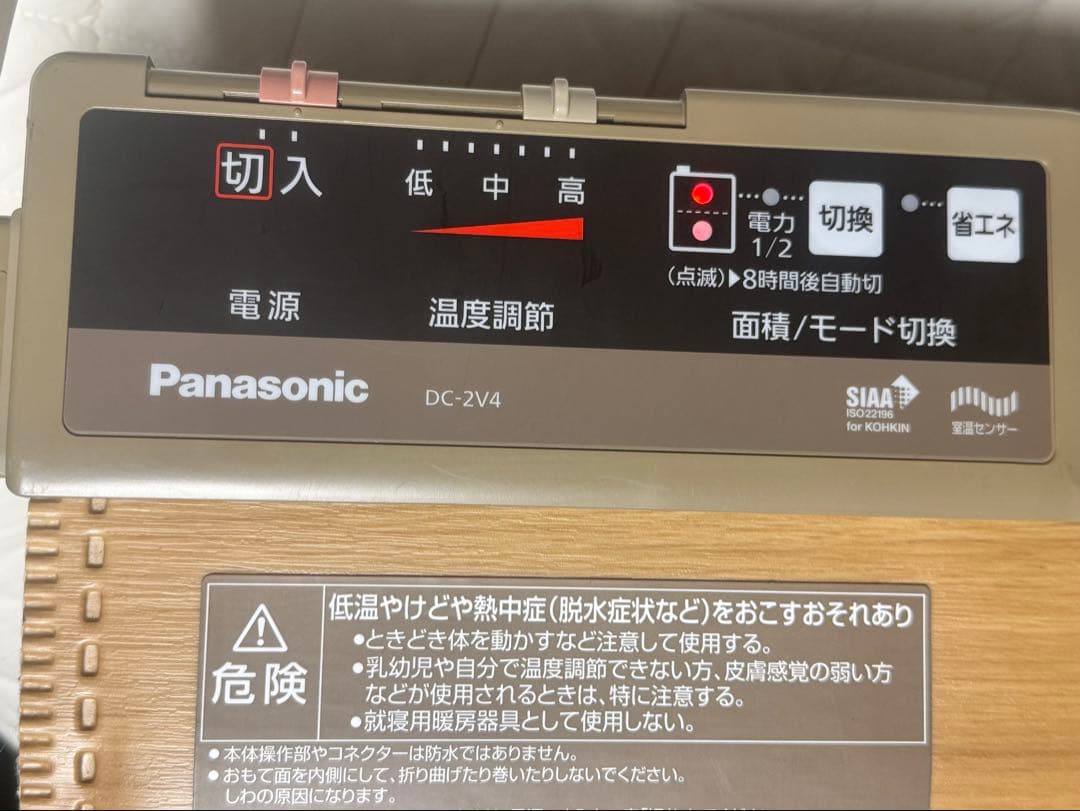 切 入
低 中 高
電力
1/2
切換
省エネ
(点滅)▶8時間後自動切
電源
温度調節
面積/モード切換
Panasonic
DC-2V4
SIAA
ISO22196
for KOHKIN
室温センサー
危険
低温やけどや熱中症(脱水症状など)をおこすおそれあり
●ときどき体を動かすなど注意して使用する。
●乳幼児や自分で温度調節できない方、皮膚感覚の弱い方
などが使用されるときは、特に注意する。
●就寝用暖房器具として使用しない。
●本体操作部やコネクターは防水ではありません。
●おもて面を内側にして、折り曲げたり巻いたりしないでください。
しわの原因になります。